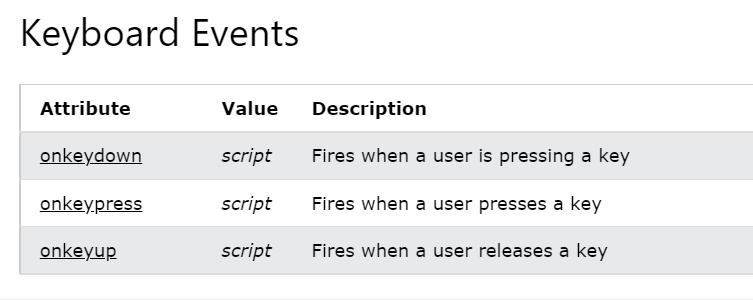 Keyboard Events
Attribute Value Description
onkeydown script Fires when a user is pressing a key
onkeypress script Fires when a user presses a key
onkeyup script Fires when a user releases a key